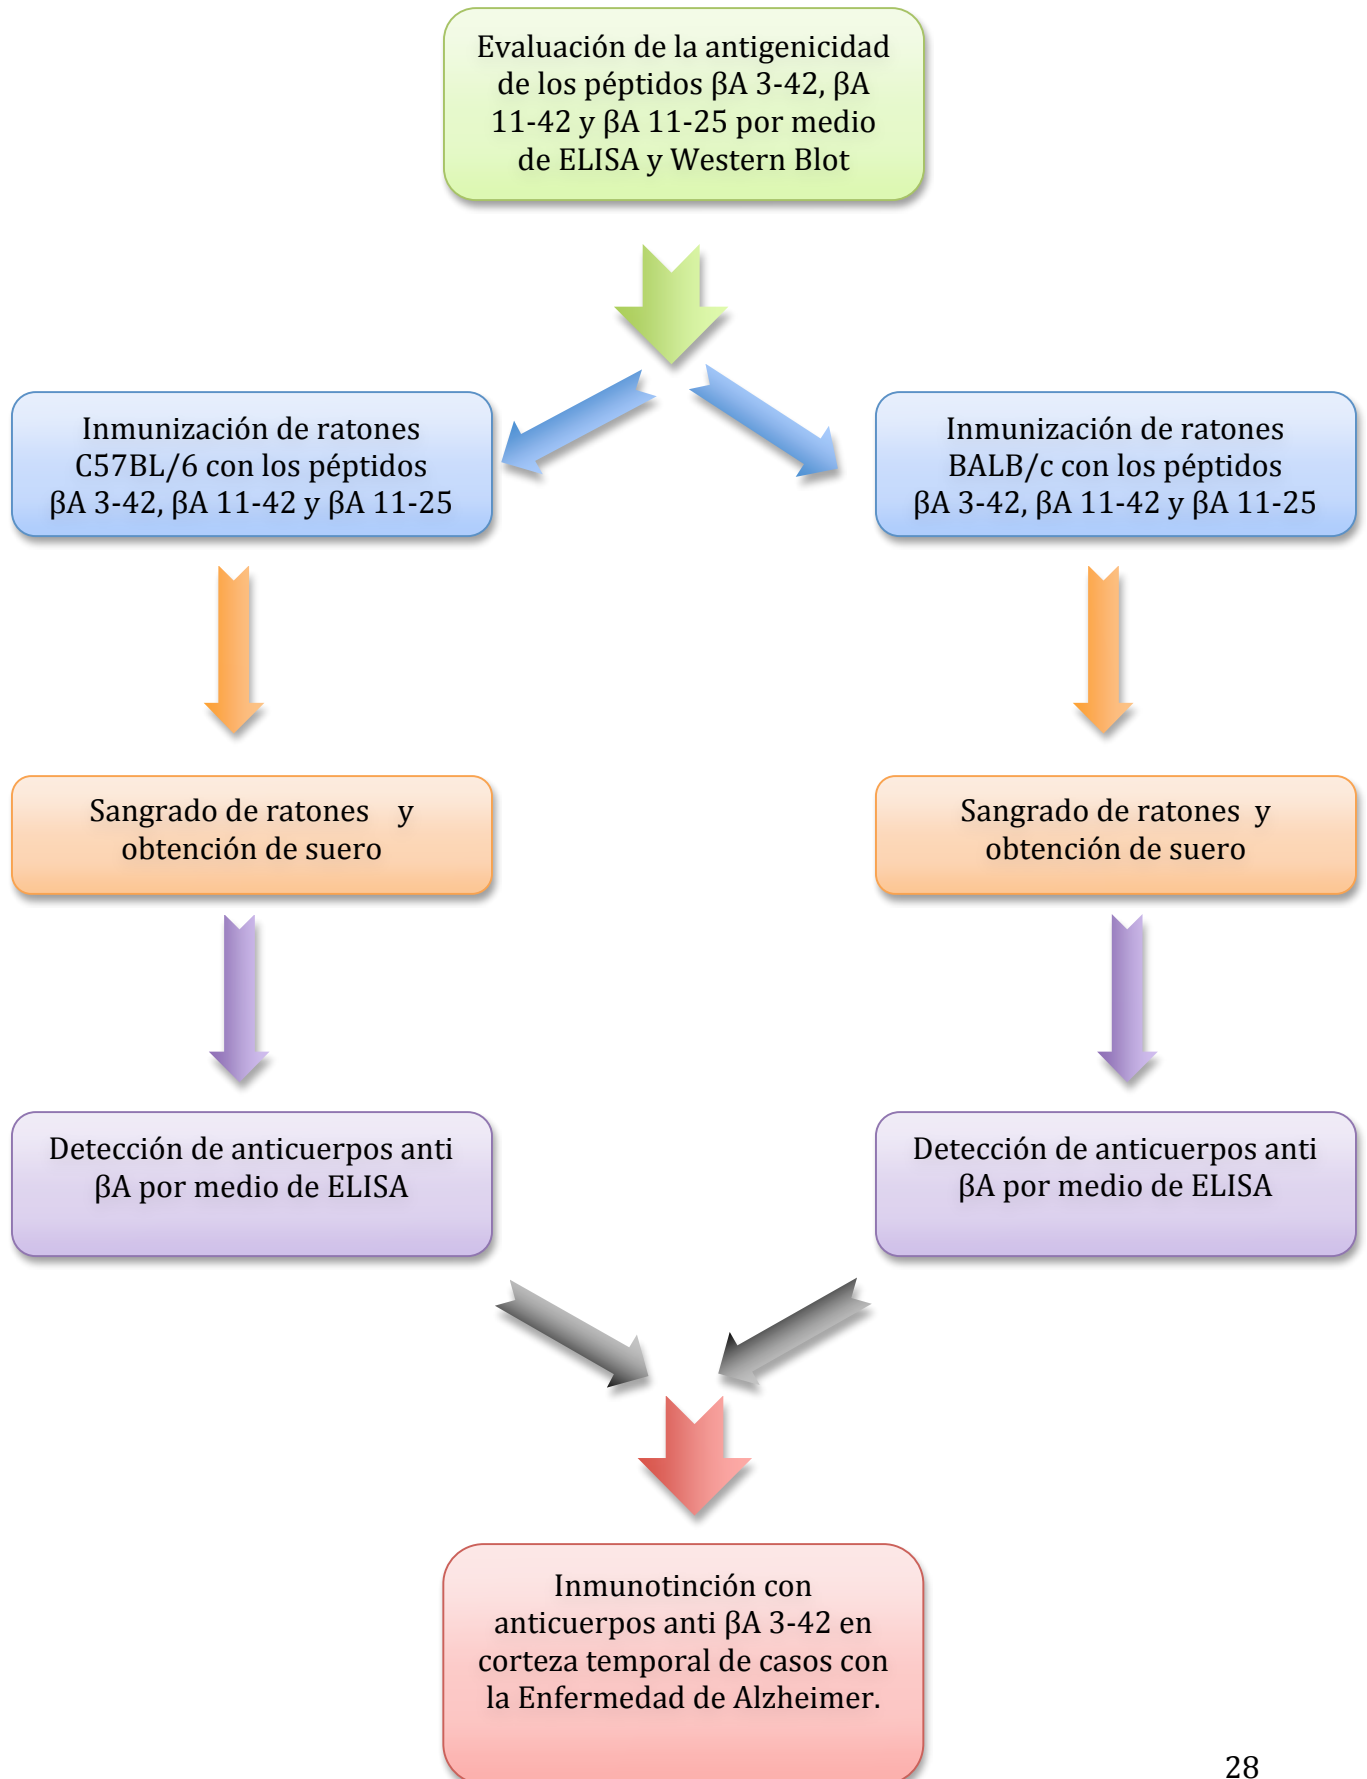 Evaluación de la antigenicidad
de los péptidos βA 3-42, βA
11-42 y βA 11-25 por medio
de ELISA y Western Blot
Inmunización de ratones
C57BL/6 con los péptidos
βA 3-42, βA 11-42 y βA 11-25
Inmunización de ratones
BALB/c con los péptidos
βA 3-42, βA 11-42 y βA 11-25
Sangrado de ratones y
obtención de suero
Sangrado de ratones y
obtención de suero
Detección de anticuerpos anti
βA por medio de ELISA
Detección de anticuerpos anti
βA por medio de ELISA
Inmunotinción con
anticuerpos anti βA 3-42 en
corteza temporal de casos con
la Enfermedad de Alzheimer.
28